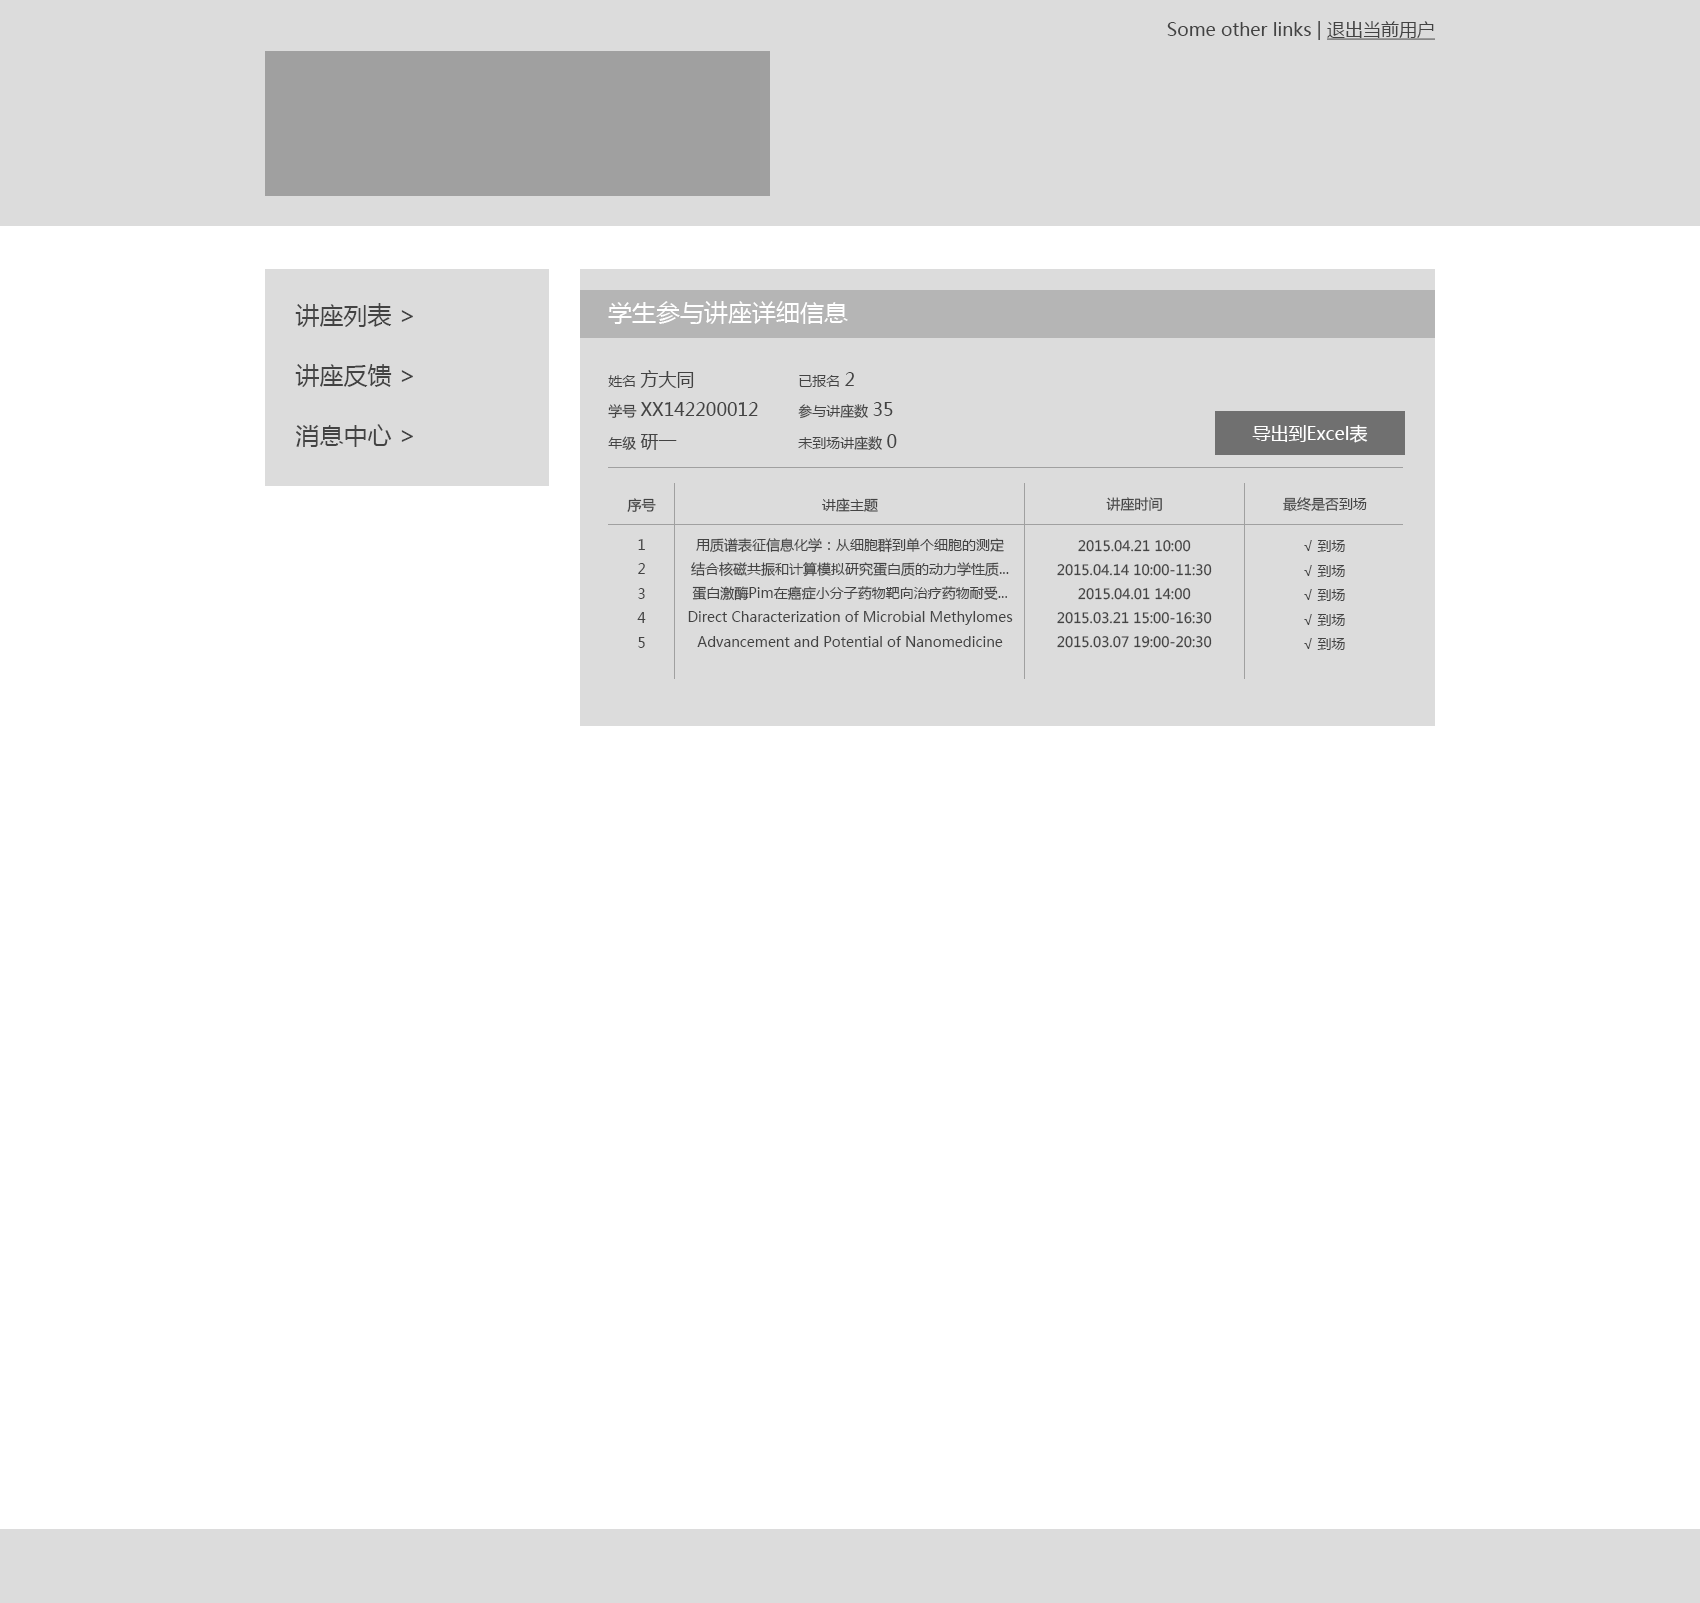 Some other links | 退出当前用户
讲座列表 >
讲座反馈 >
消息中心 >
学生参与讲座详细信息
姓名 方大同 已报名 2
学号 XX142200012 参与讲座数 35
年级 研一 未到场讲座数 0
导出到Excel表
序号 讲座主题 讲座时间 最终是否到场
1 用质谱表征信息化学：从细胞群到单个细胞的测定 2015.04.21 10:00 √ 到场
2 结合核磁共振和计算模拟研究蛋白质的动力学性质... 2015.04.14 10:00-11:30 √ 到场
3 蛋白激酶Pim在癌症小分子药物靶向治疗药物耐受... 2015.04.01 14:00 √ 到场
4 Direct Characterization of Microbial Methylomes 2015.03.21 15:00-16:30 √ 到场
5 Advancement and Potential of Nanomedicine 2015.03.07 19:00-20:30 √ 到场